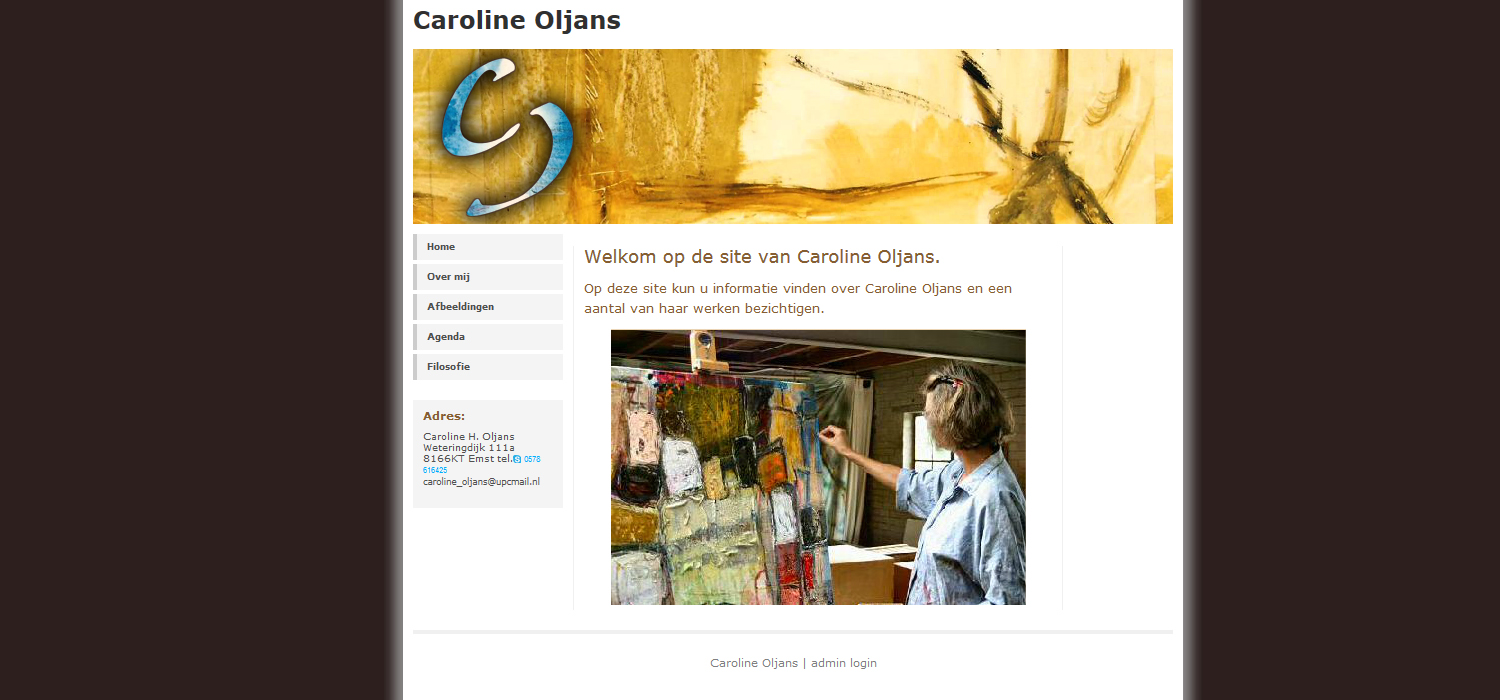 Caroline Oljans
Home
Over mij
Afbeeldingen
Agenda
Filosofie
Adres:
Caroline H. Oljans
Weteringdijk 111a
8166KT Emst tel. 0578
616425
caroline_oljans@upcmail.nl
Welkom op de site van Caroline Oljans.
Op deze site kun u informatie vinden over Caroline Oljans en een
aantal van haar werken bezichtigen.
Caroline Oljans | admin login